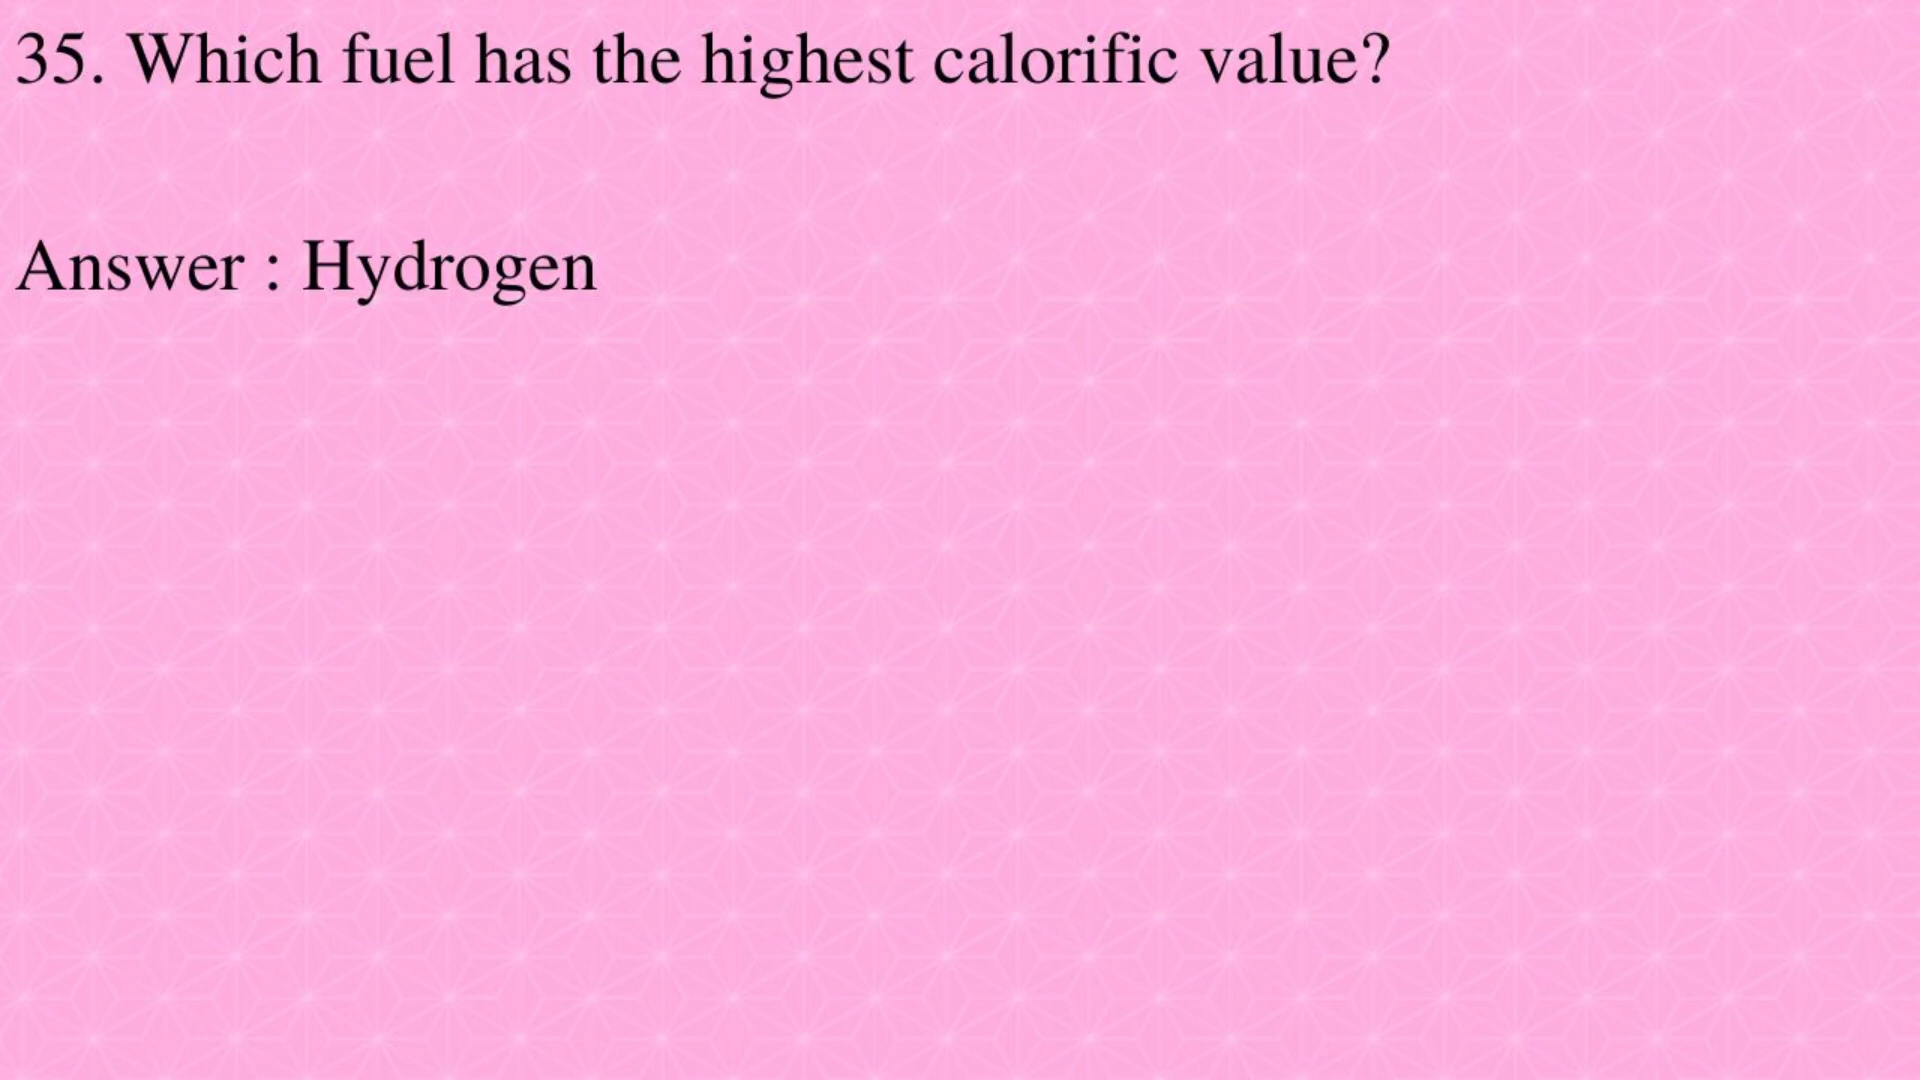 35. Which fuel has the highest calorific value?
Answer : Hydrogen